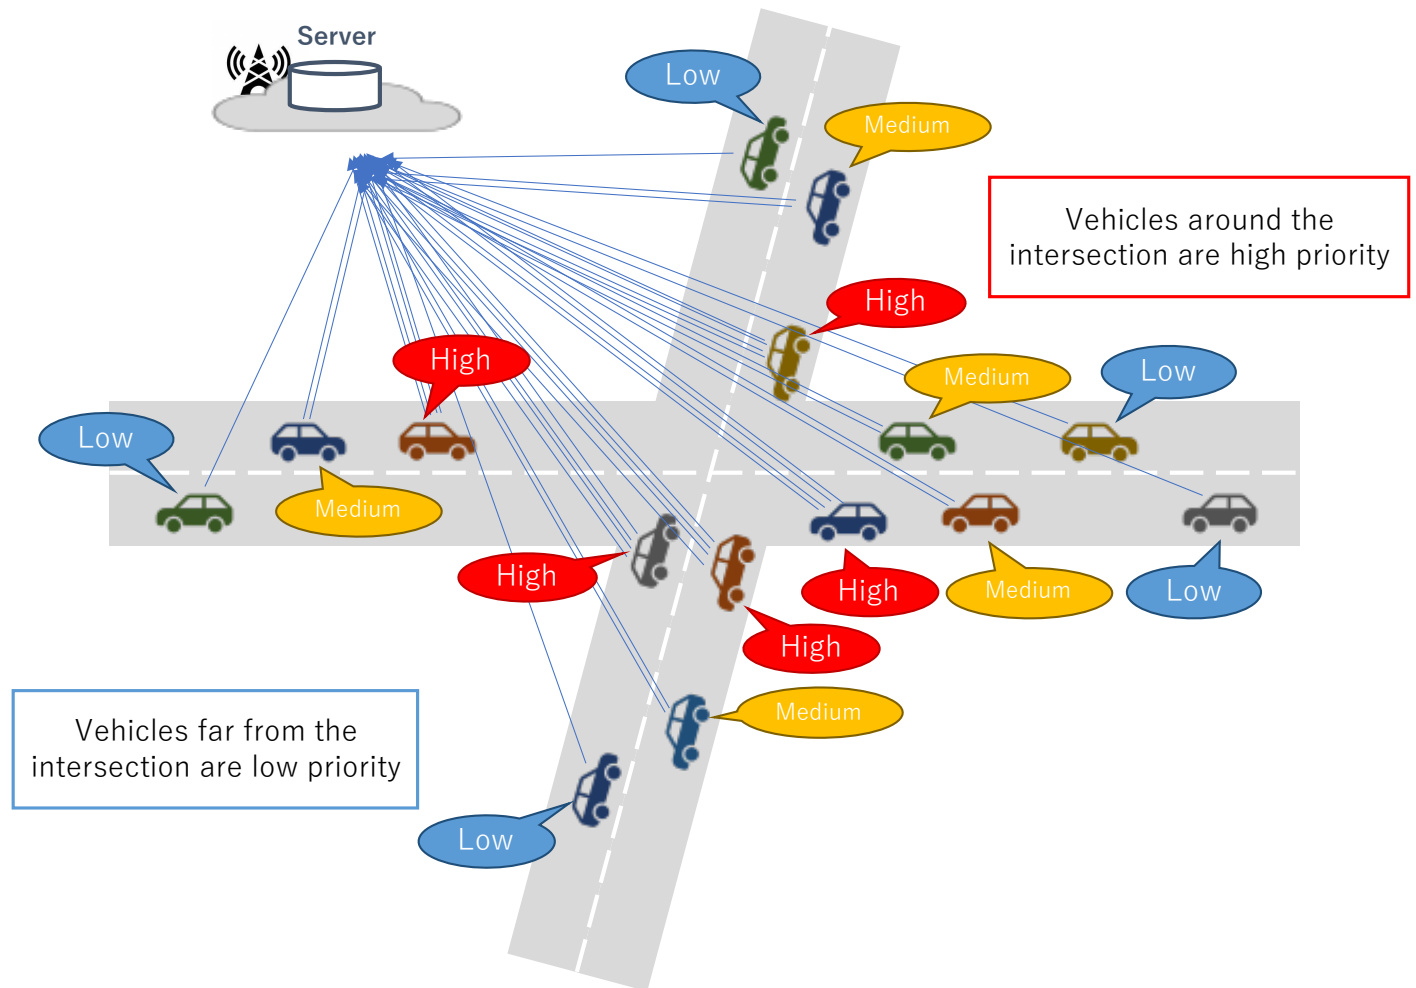 Server
Low
Medium
Vehicles around the
intersection are high priority
High
High
Medium
Low
Low
Medium
High
High
Medium
Low
High
Medium
Vehicles far from the
intersection are low priority
Low